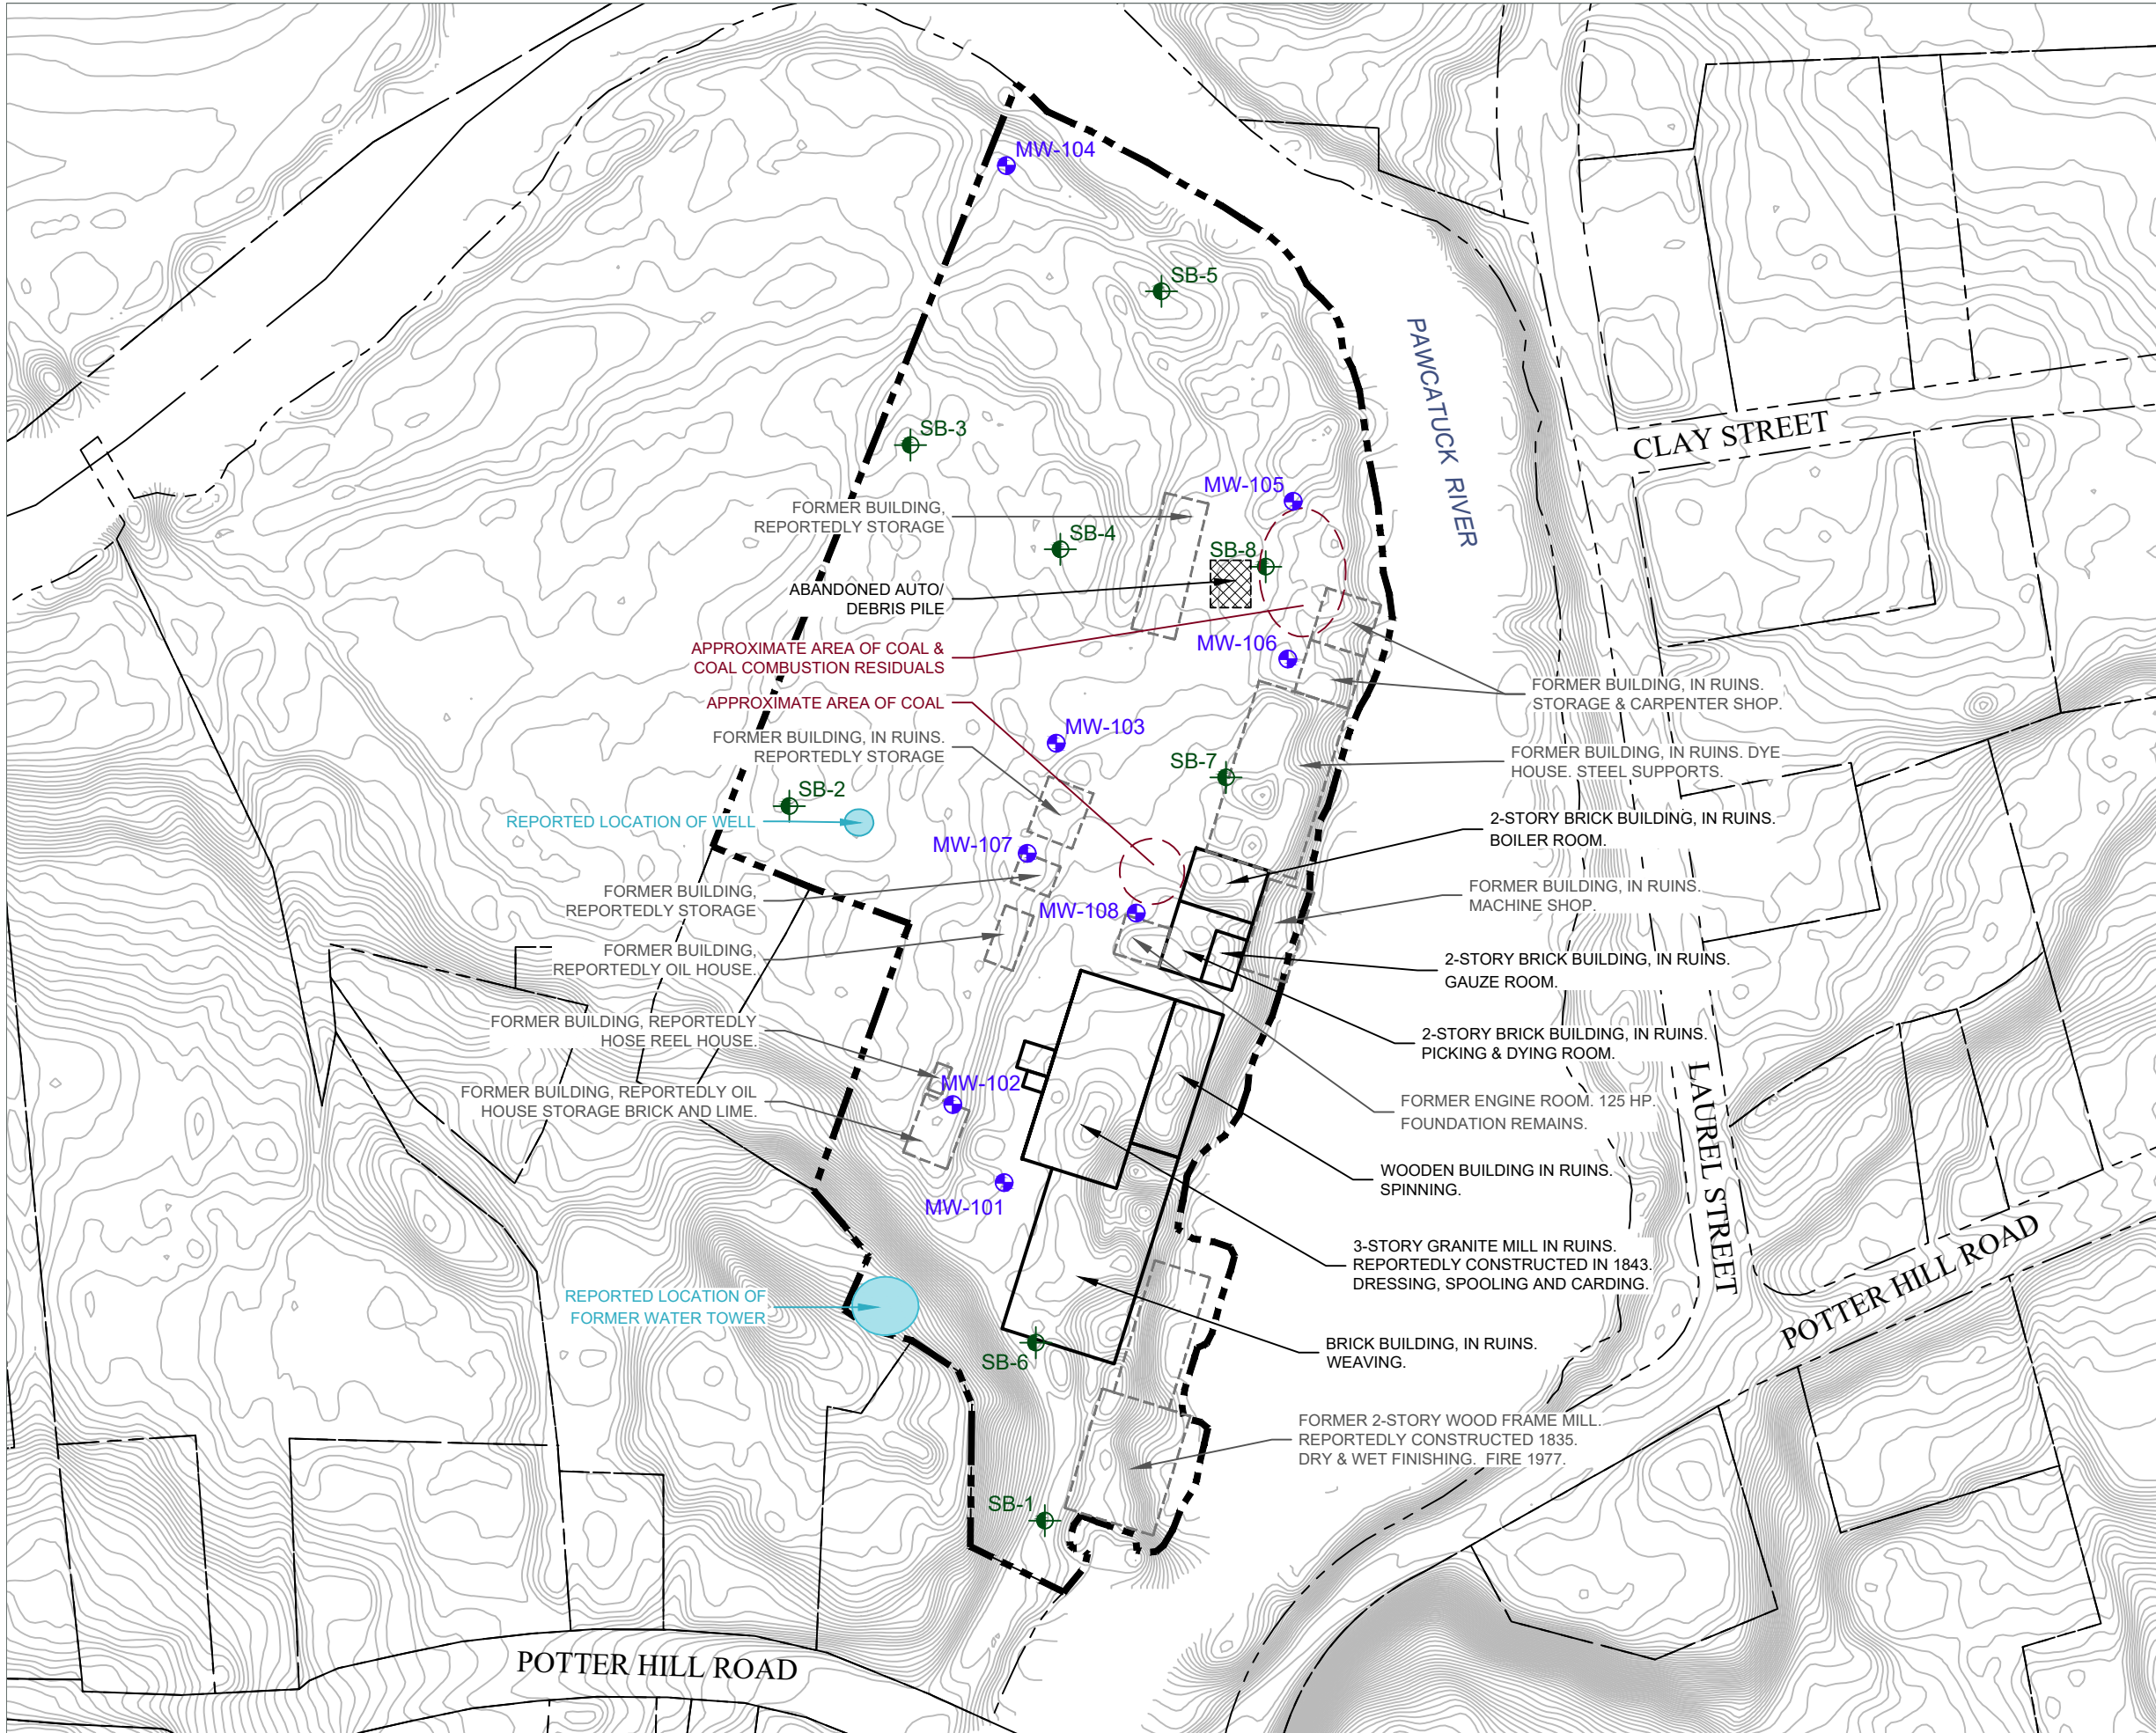 MW-104
SB-5
PAWCATUCK RIVER
CLAY STREET
SB-3
MW-105
FORMER BUILDING,
REPORTEDLY STORAGE
SB-4
SB-8
ABANDONED AUTO/
DEBRIS PILE
MW-106
APPROXIMATE AREA OF COAL &
COAL COMBUSTION RESIDUALS
FORMER BUILDING, IN RUINS.
STORAGE & CARPENTER SHOP.
APPROXIMATE AREA OF COAL
MW-103
FORMER BUILDING, IN RUINS.
REPORTEDLY STORAGE
SB-7
FORMER BUILDING, IN RUINS. DYE
HOUSE. STEEL SUPPORTS.
SB-2
REPORTED LOCATION OF WELL
2-STORY BRICK BUILDING, IN RUINS.
BOILER ROOM.
MW-107
FORMER BUILDING,
REPORTEDLY STORAGE
MW-108
FORMER BUILDING, IN RUINS.
MACHINE SHOP.
FORMER BUILDING,
REPORTEDLY OIL HOUSE.
2-STORY BRICK BUILDING, IN RUINS.
GAUZE ROOM.
FORMER BUILDING, REPORTEDLY
HOSE REEL HOUSE.
2-STORY BRICK BUILDING, IN RUINS.
PICKING & DYING ROOM.
MW-102
FORMER BUILDING, REPORTEDLY OIL
HOUSE STORAGE BRICK AND LIME.
FORMER ENGINE ROOM. 125 HP.
FOUNDATION REMAINS.
LAUREL STREET
WOODEN BUILDING IN RUINS.
SPINNING.
MW-101
3-STORY GRANITE MILL IN RUINS.
REPORTEDLY CONSTRUCTED IN 1843.
DRESSING, SPOOLING AND CARDING.
POTTER HILL ROAD
REPORTED LOCATION OF
FORMER WATER TOWER
BRICK BUILDING, IN RUINS.
WEAVING.
SB-6
FORMER 2-STORY WOOD FRAME MILL.
REPORTEDLY CONSTRUCTED 1835.
DRY & WET FINISHING. FIRE 1977.
SB-1
POTTER HILL ROAD